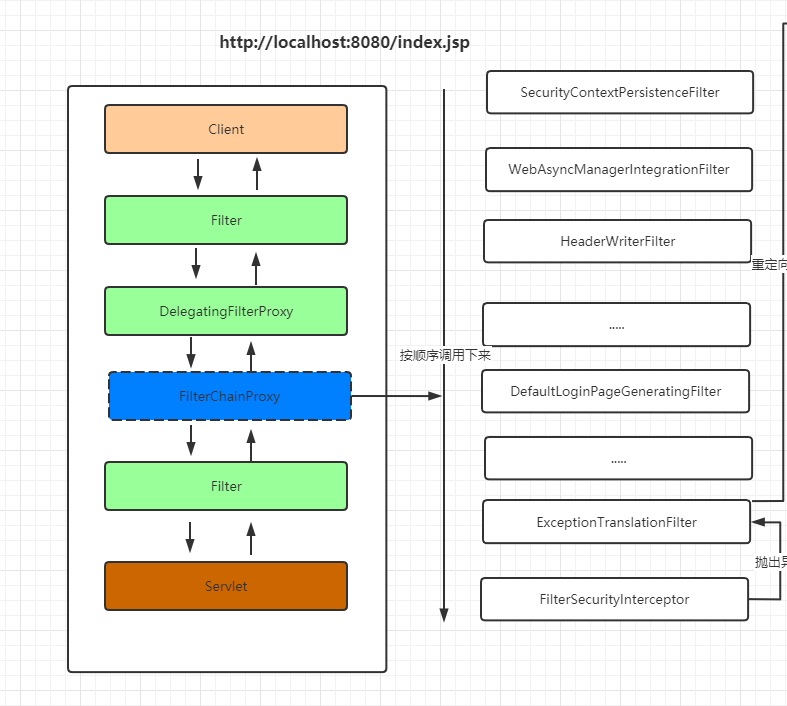 http://localhost:8080/index.jsp
Client
Filter
DelegatingFilterProxy
FilterChainProxy
Filter
Servlet
按顺序调用下来
SecurityContextPersistenceFilter
WebAsyncManagerIntegrationFilter
HeaderWriterFilter
.....
DefaultLoginPageGeneratingFilter
.....
ExceptionTranslationFilter
FilterSecurityInterceptor
重定向
抛出